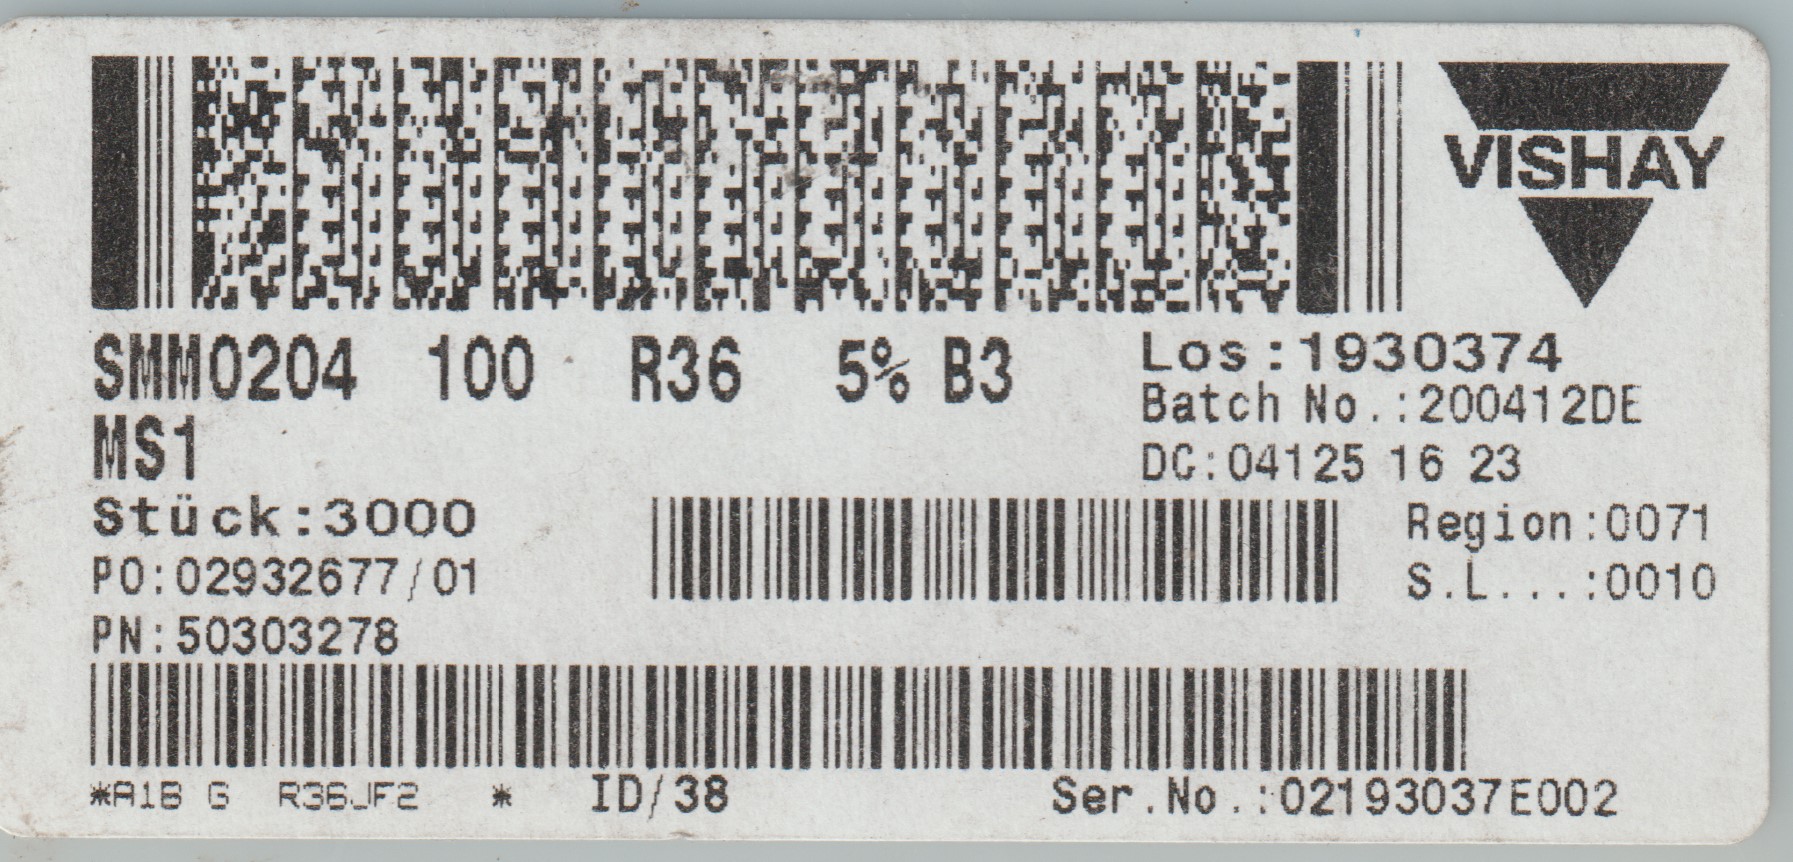 VISHAY
SMM0204 100 R36 5% B3
MS1
Los:1930374
Batch No.:200412DE
DC:04125 16 23
Stück:3000
PO:02932677/01
PN:50303278
Region:0071
S.L...:0010
*A1B G R36JF2 *
ID/38
Ser.No.:02193037E002